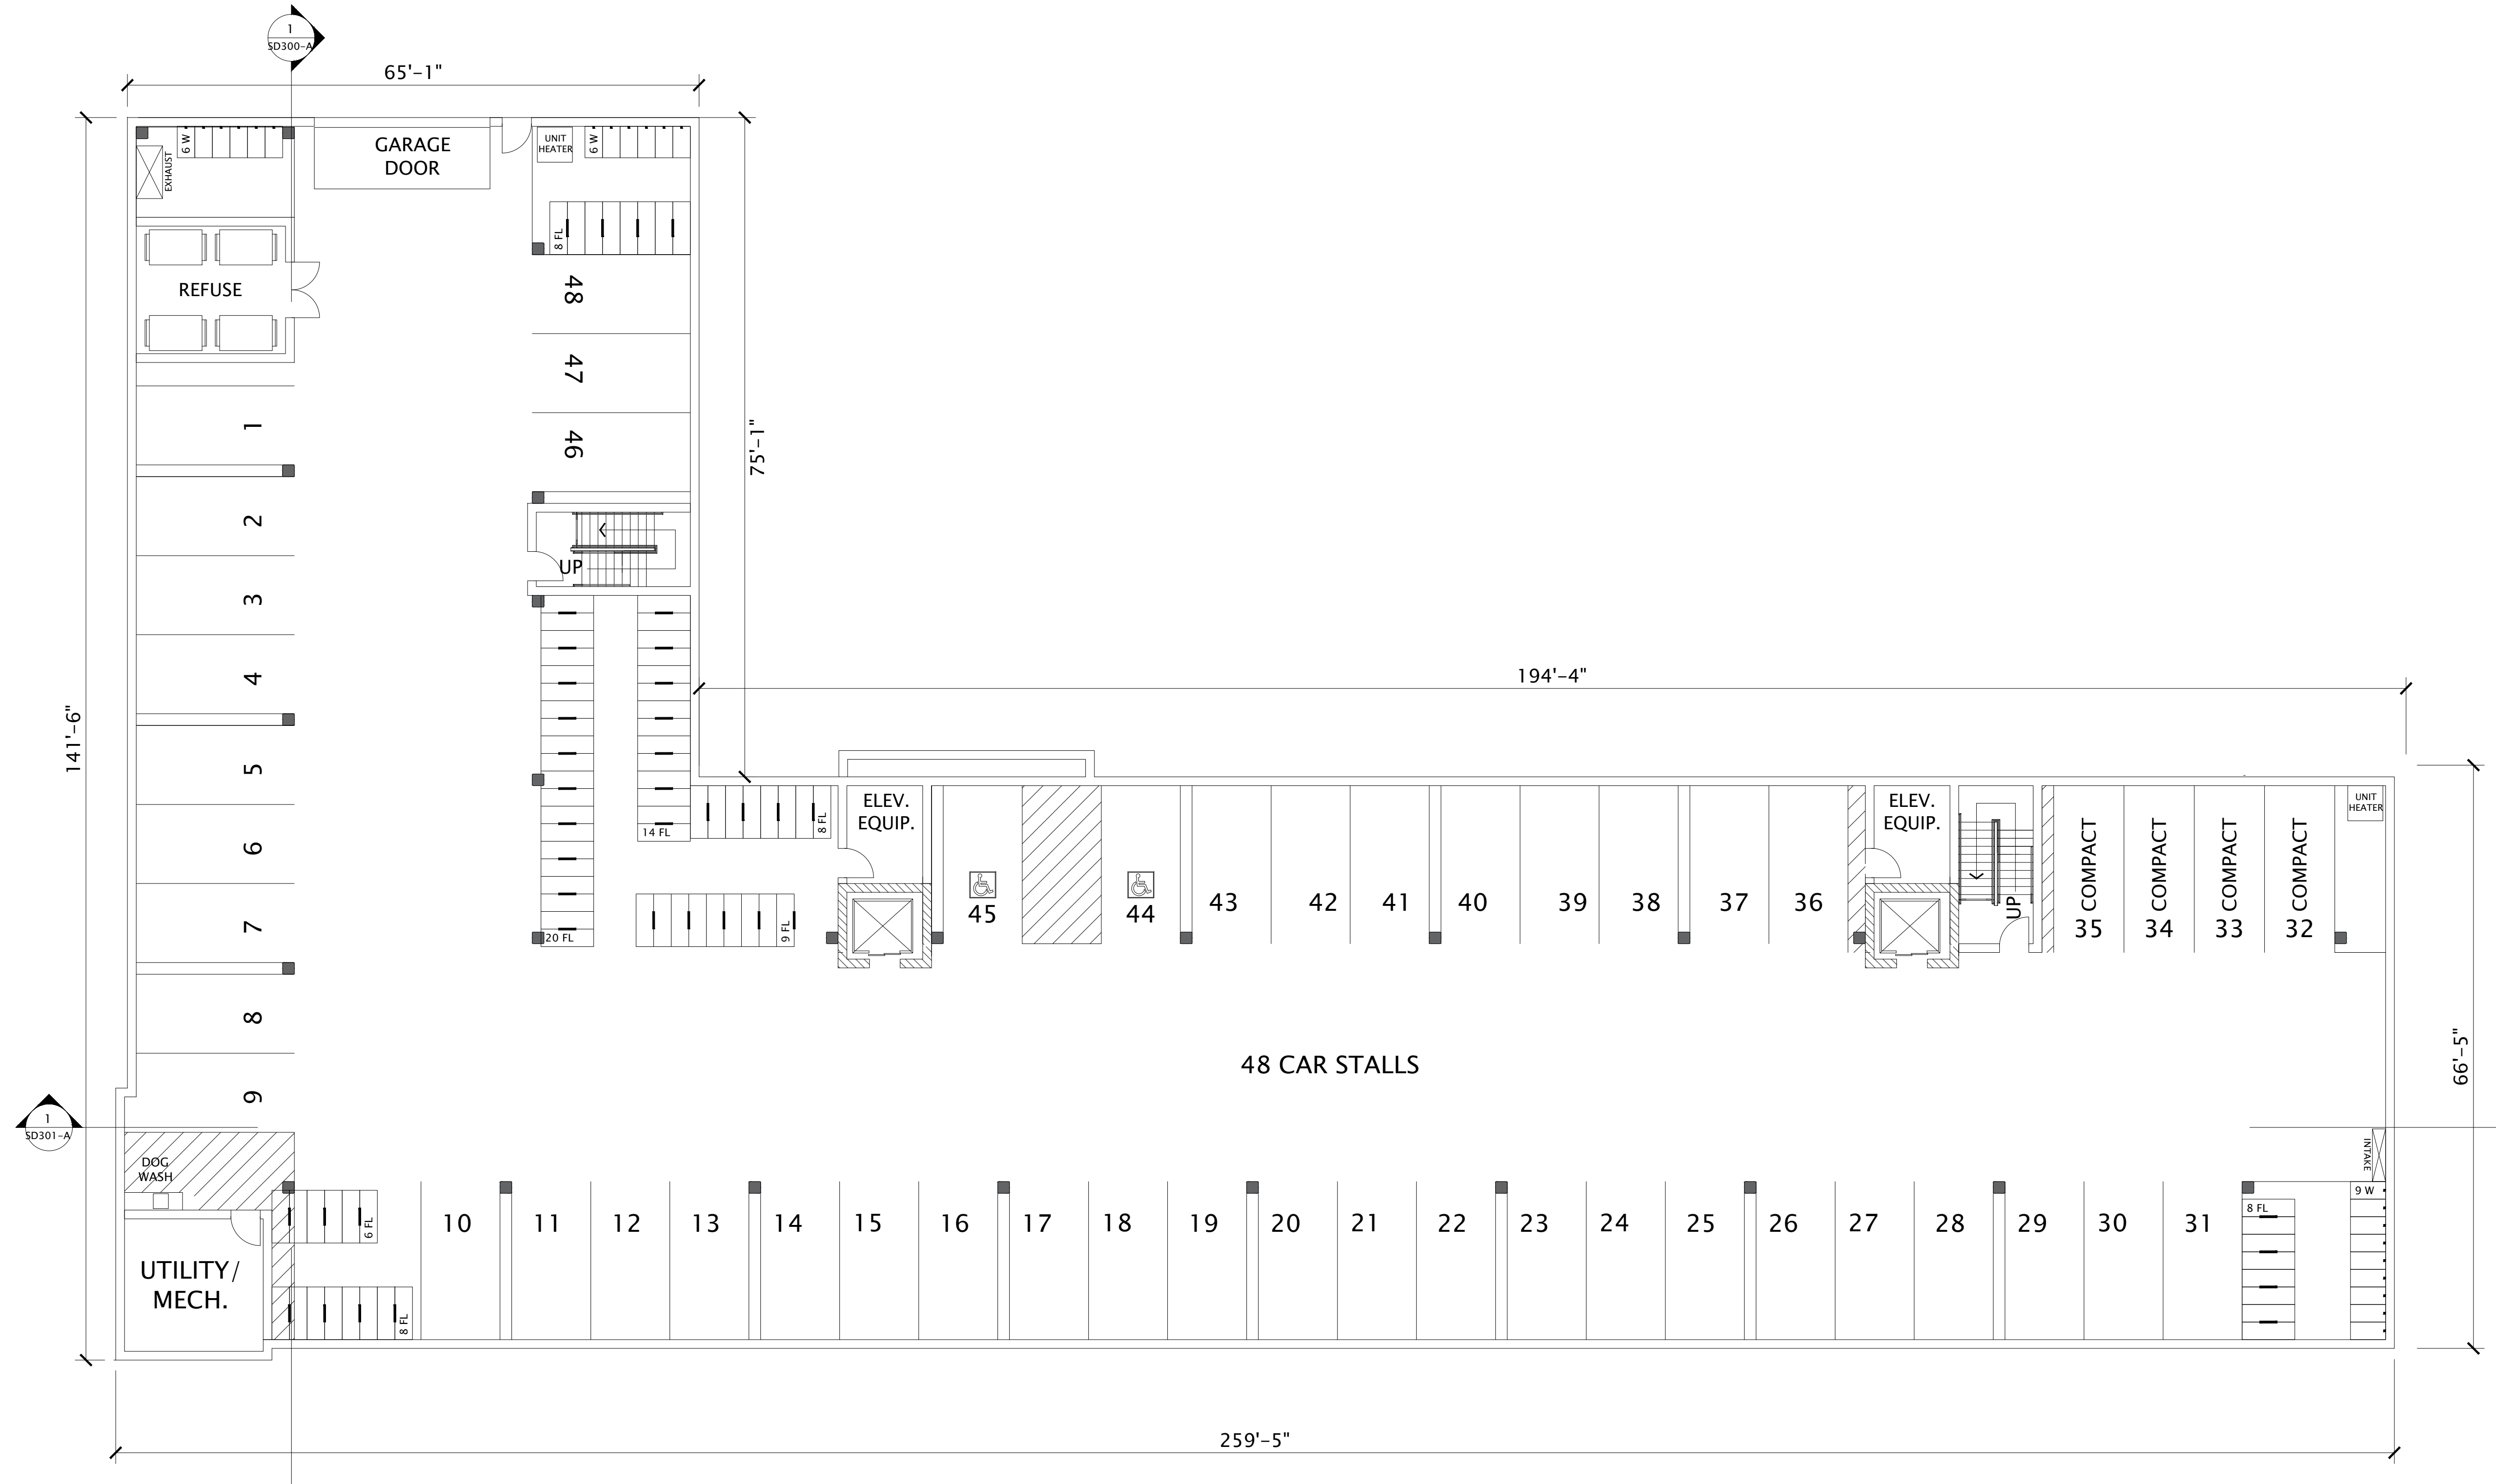 1
SD300-A
65'-1"
GARAGE
DOOR
6 W
EXHAUST
UNIT
HEATER
6 W
8 FL
REFUSE
48
47
46
1
2
3
4
5
6
7
8
9
75'-1"
141'-6"
UP
194'-4"
14 FL
8 FL
20 FL
9 FL
ELEV.
EQUIP.
45
44
43
42
41
40
39
38
37
36
ELEV.
EQUIP.
UP
COMPACT
35
COMPACT
34
COMPACT
33
COMPACT
32
UNIT
HEATER
48 CAR STALLS
66'-5"
1
SD301-A
DOG
WASH
INTAKE
UTILITY/
MECH.
6 FL
8 FL
10
11
12
13
14
15
16
17
18
19
20
21
22
23
24
25
26
27
28
29
30
31
8 FL
9 W
259'-5"